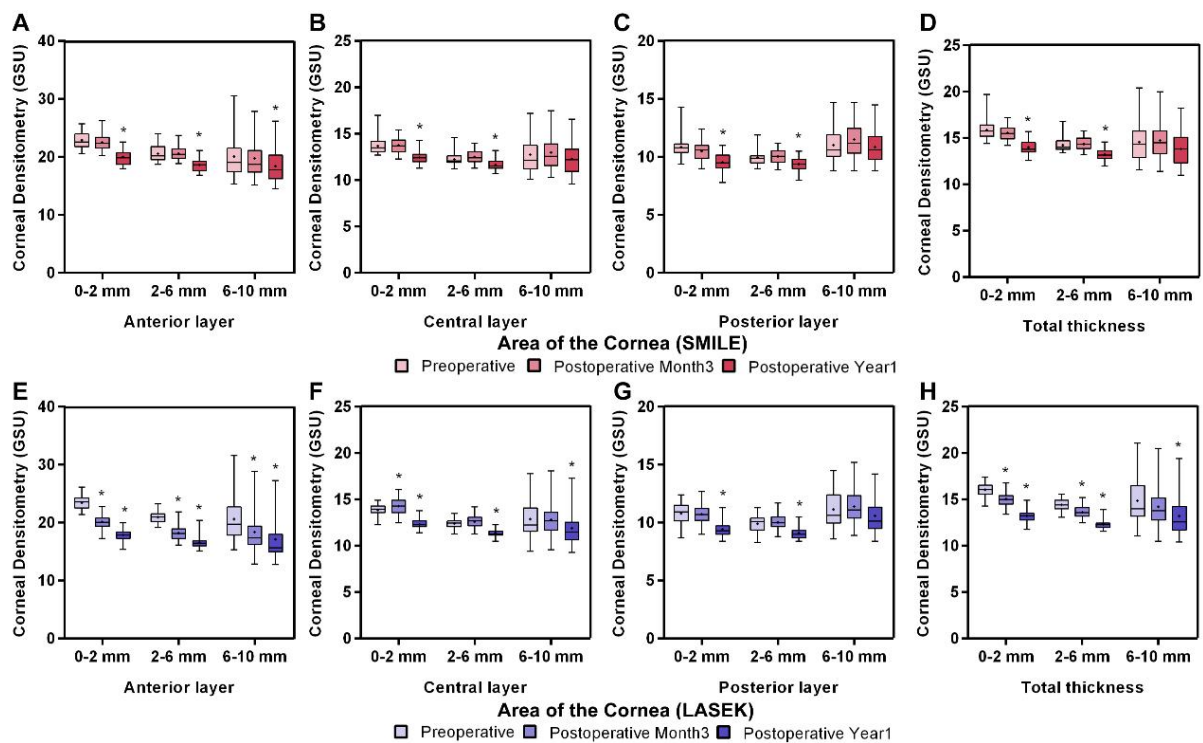 A B C D
Corneal Densitometry (GSU) Corneal Densitometry (GSU) Corneal Densitometry (GSU) Corneal Densitometry (GSU)
40 25 20 25
30 20 15 20
20 15 10 15
10 10 5 10
0 5 0 5
0 0
* * * * * * * * *
0-2 mm 2-6 mm 6-10 mm 0-2 mm 2-6 mm 6-10 mm 0-2 mm 2-6 mm 6-10 mm 0-2 mm 2-6 mm 6-10 mm
Anterior layer Central layer Posterior layer Total thickness
Area of the Cornea (SMILE)
Preoperative Postoperative Month3 Postoperative Year1
E F G H
Corneal Densitometry (GSU) Corneal Densitometry (GSU) Corneal Densitometry (GSU) Corneal Densitometry (GSU)
40 25 20 25
30 20 15 20
20 15 10 15
10 10 5 10
0 5 0 5
0 0
* * * * * * * * * * * * * * * * *
0-2 mm 2-6 mm 6-10 mm 0-2 mm 2-6 mm 6-10 mm 0-2 mm 2-6 mm 6-10 mm 0-2 mm 2-6 mm 6-10 mm
Anterior layer Central layer Posterior layer Total thickness
Area of the Cornea (LASEK)
Preoperative Postoperative Month3 Postoperative Year1